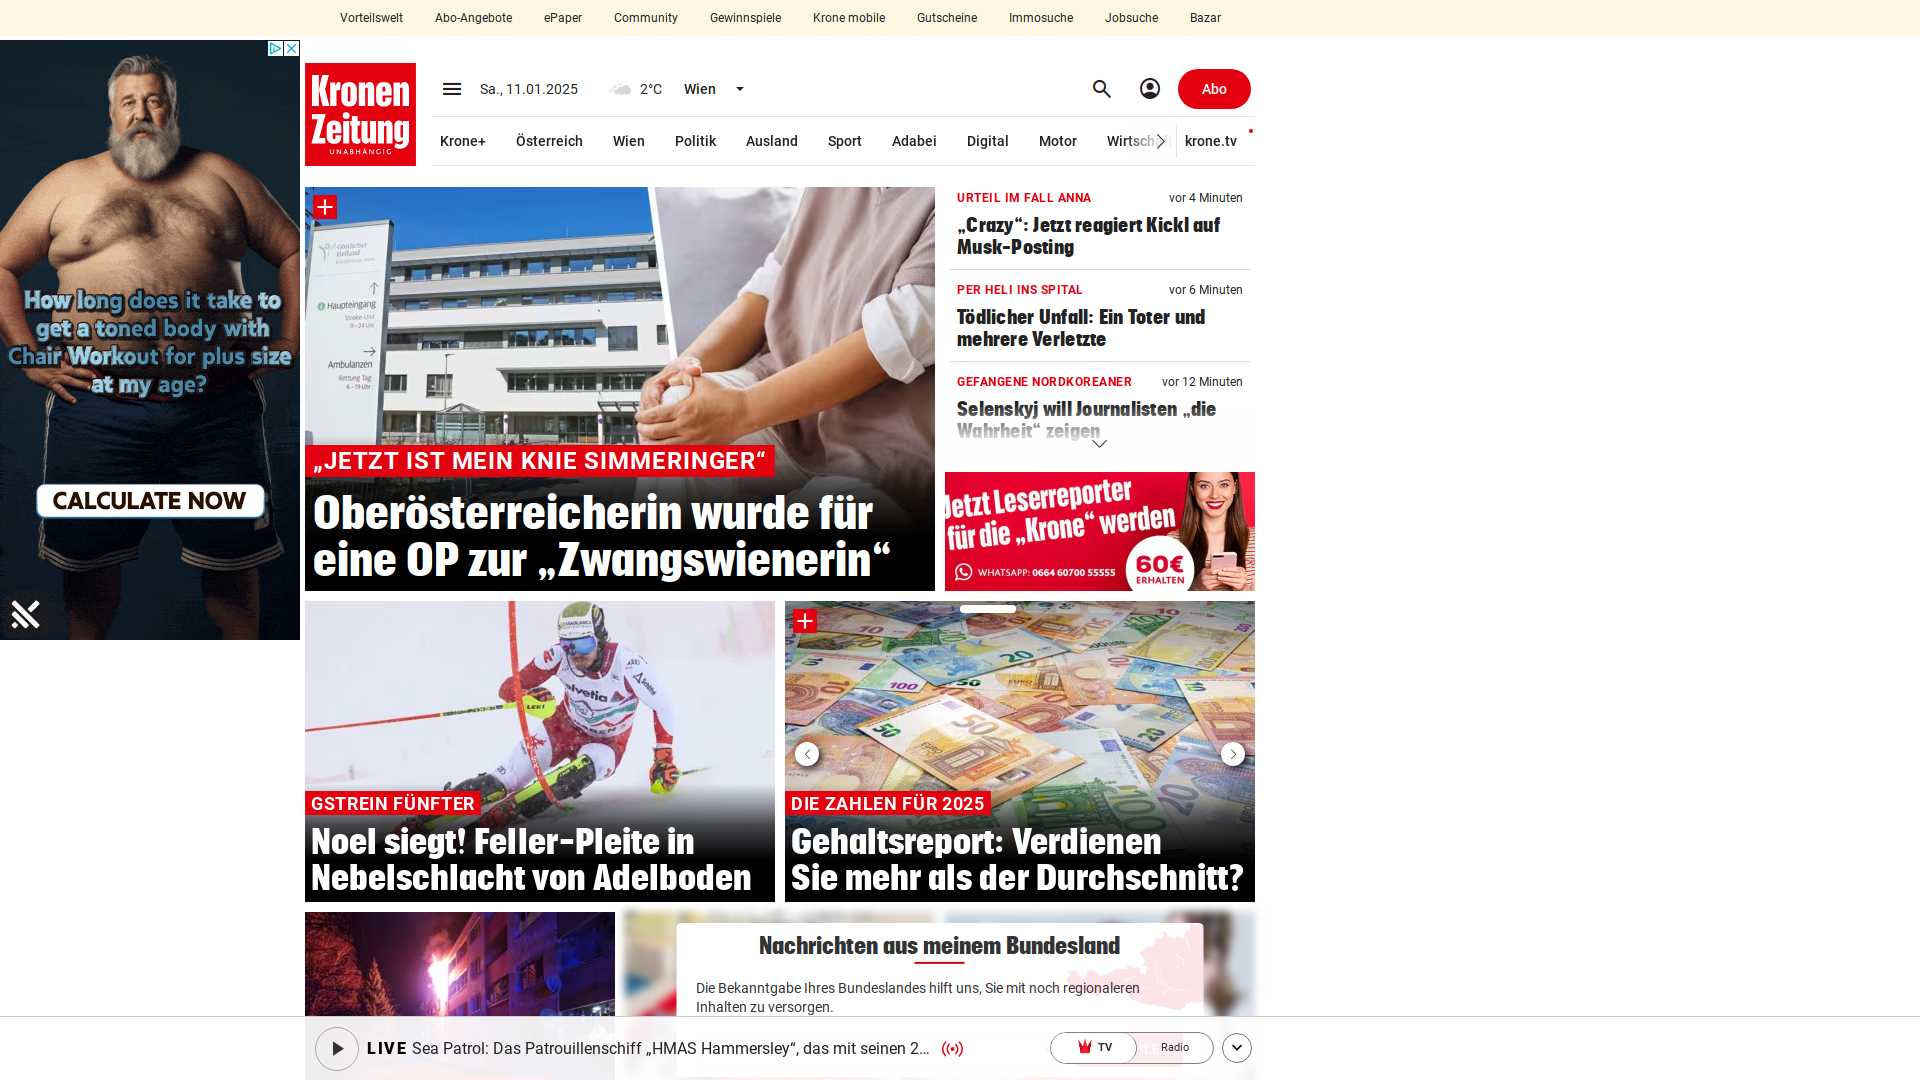 Vorteilswelt Abo-Angebote ePaper Community Gewinnspiele Krone mobile Gutscheine Immosuche Jobsuche Bazar
How long does it take to
get a toned body with
Chair Workout for plus size
at my age?
CALCULATE NOW
Kronen
Zeitung
UNABHÄNGIG
Sa., 11.01.2025 2°C Wien Abo
Krone+ Österreich Wien Politik Ausland Sport Adabei Digital Motor Wirtschaft krone.tv
Haupteingang
Ambulanzen
„JETZT IST MEIN KNIE SIMMERINGER“
Oberösterreicherin wurde für
eine OP zur „Zwangswienerin“
URTEIL IM FALL ANNA vor 4 Minuten
„Crazy“: Jetzt reagiert Kickl auf
Musk-Posting
PER HELI INS SPITAL vor 6 Minuten
Tödlicher Unfall: Ein Toter und
mehrere Verletzte
GEFANGENE NORDKOREANER vor 12 Minuten
Selenskyj will Journalisten „die
Wahrheit“ zeigen
Jetzt Leserreporter
für die „Krone“ werden
WHATSAPP: 0664 60700 55555
60€
ERHALTEN
helvetia
LEKI
GSTREIN FÜNFTER
Noel siegt! Feller-Pleite in
Nebelschlacht von Adelboden
DIE ZAHLEN FÜR 2025
Gehaltsreport: Verdienen
Sie mehr als der Durchschnitt?
Nachrichten aus meinem Bundesland
Die Bekanntgabe Ihres Bundeslandes hilft uns, Sie mit noch regionaleren
Inhalten zu versorgen.
LIVE Sea Patrol: Das Patrouillenschiff „HMAS Hammersley“, das mit seinen 2... TV Radio